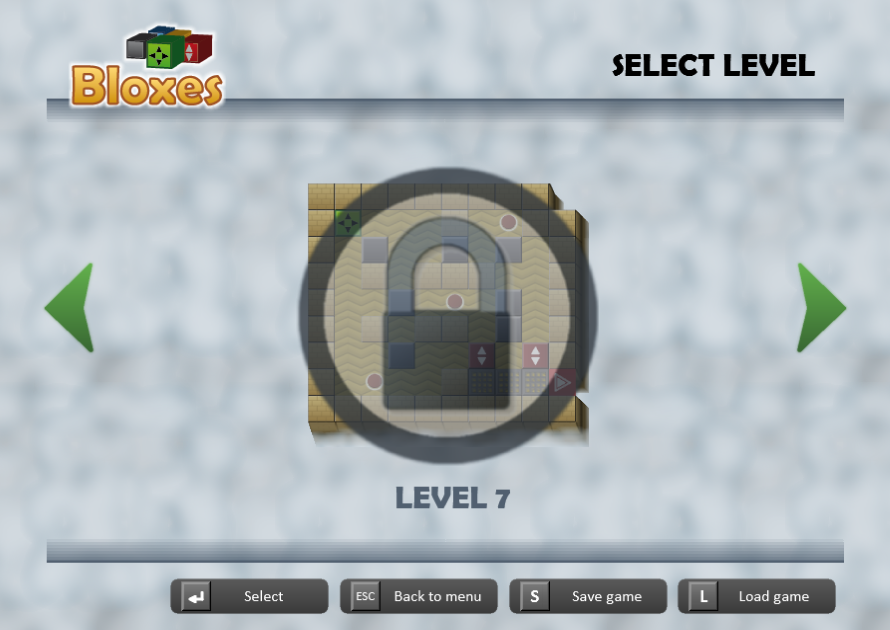 Bloxes
SELECT LEVEL
LEVEL 7
Select
ESC Back to menu
S Save game
L Load game